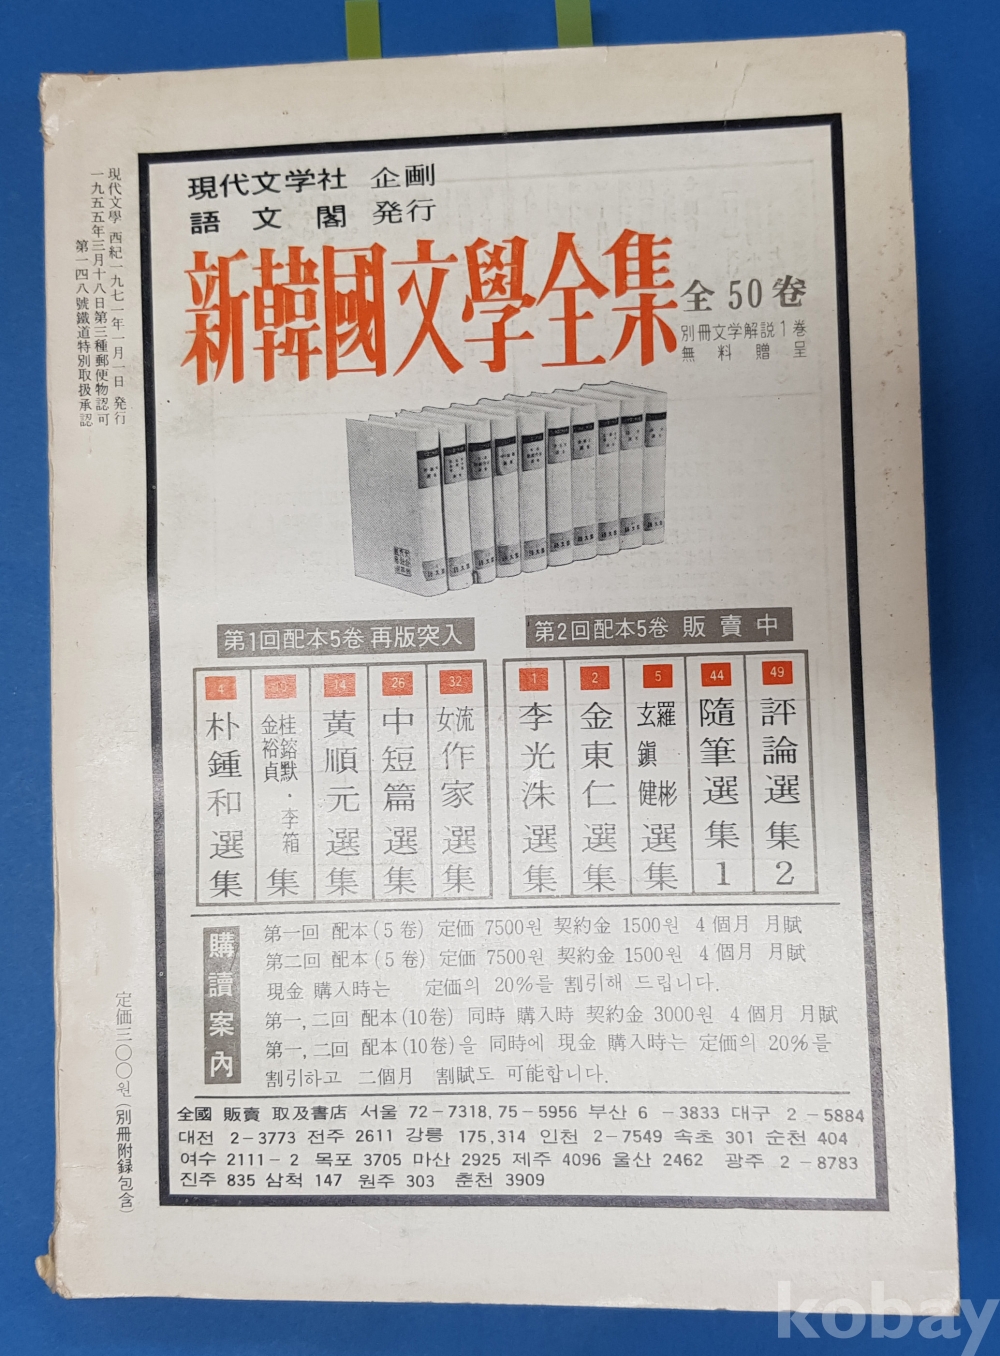 現代文学社 企劃
語文閣 発行
新韓國文學全集 全50卷
別冊文学解説1巻
無料贈呈
現代文學 西紀一九七一年一月一日 発行
一九五五年三月十八日第三種郵便物認可
第一四八號鐵道特別取扱承認
第1回配本5卷 再版突入
4 朴鍾和選集
金裕貞 桂鎔默・李箱 集
14 黃順元選集
26 中短篇選集
32 女流作家選集
第2回配本5卷 販賣中
1 李光洙選集
2 金東仁選集
5 玄鎭健 羅彬 選集
44 隨筆選集1
49 評論選集2
購讀案內
第一回 配本(5卷) 定価 7500원 契約金 1500원 4個月 月賦
第二回 配本(5卷) 定価 7500원 契約金 1500원 4個月 月賦
現金 購入時는 定価의 20%를 割引해 드립니다.
第一,二回 配本(10卷) 同時 購入時 契約金 3000원 4個月 月賦
第一,二回 配本(10卷)을 同時에 現金 購入時는 定価의 20%를
割引하고 二個月 割賦도 可能합니다.
全國 販賣 取及書店 서울 72-7318,75-5956 부산 6-3833 대구 2-5884
대전 2-3773 전주 2611 강릉 175,314 인천 2-7549 속초 301 순천 404
여수 2111-2 목포 3705 마산 2925 제주 4096 울산 2462 광주 2-8783
진주 835 삼척 147 원주 303 춘천 3909
定価三〇〇원(別冊附録包含)
kobay